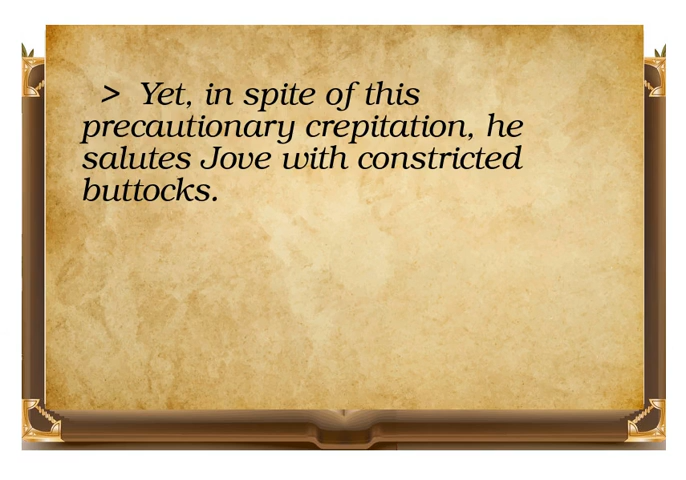 > Yet, in spite of this
precautionary crepitation, he
salutes Jove with constricted
buttocks.